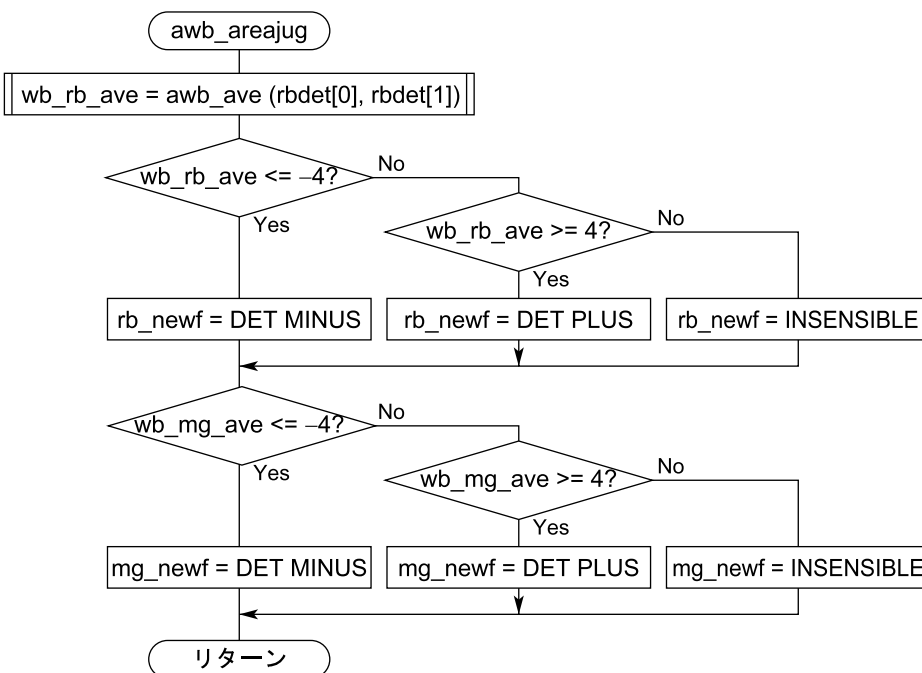 awb_areajug
wb_rb_ave = awb_ave (rbdet[0], rbdet[1])
wb_rb_ave <= –4?
No
Yes
wb_rb_ave >= 4?
No
Yes
rb_newf = DET MINUS
rb_newf = DET PLUS
rb_newf = INSENSIBLE
wb_mg_ave <= –4?
No
Yes
wb_mg_ave >= 4?
No
Yes
mg_newf = DET MINUS
mg_newf = DET PLUS
mg_newf = INSENSIBLE
リターン